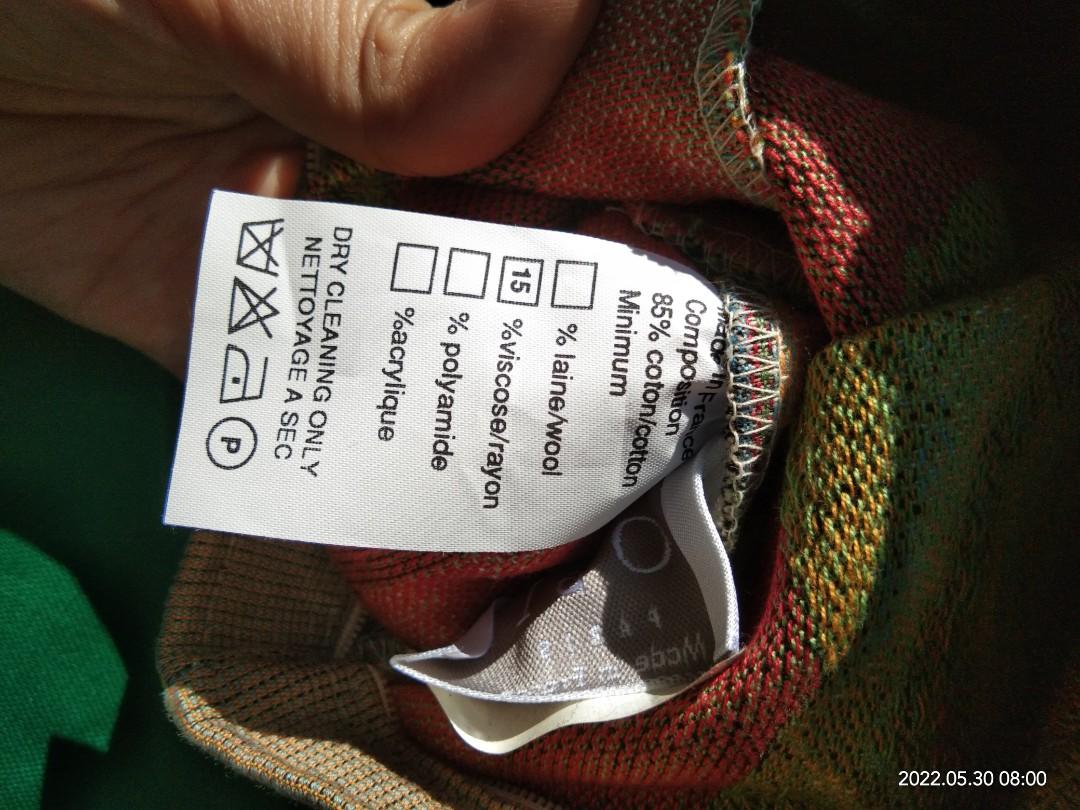 Made In France
Composition
85% coton/cotton
Minimum
% laine/wool
15 %viscose/rayon
% polyamide
%acrylique
DRY CLEANING ONLY
NETTOYAGE A SEC
P
2022.05.30 08:00